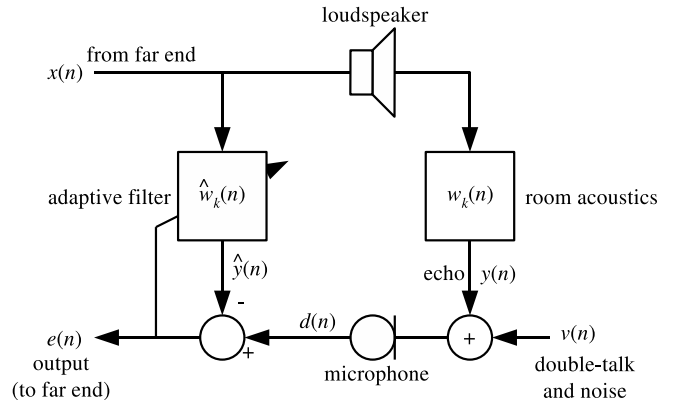 loudspeaker
from far end
x(n)
adaptive filter
ŵₖ(n)
wₖ(n)
room acoustics
ŷ(n)
echo
y(n)
-
d(n)
e(n)
+
+
v(n)
output
(to far end)
microphone
double-talk
and noise